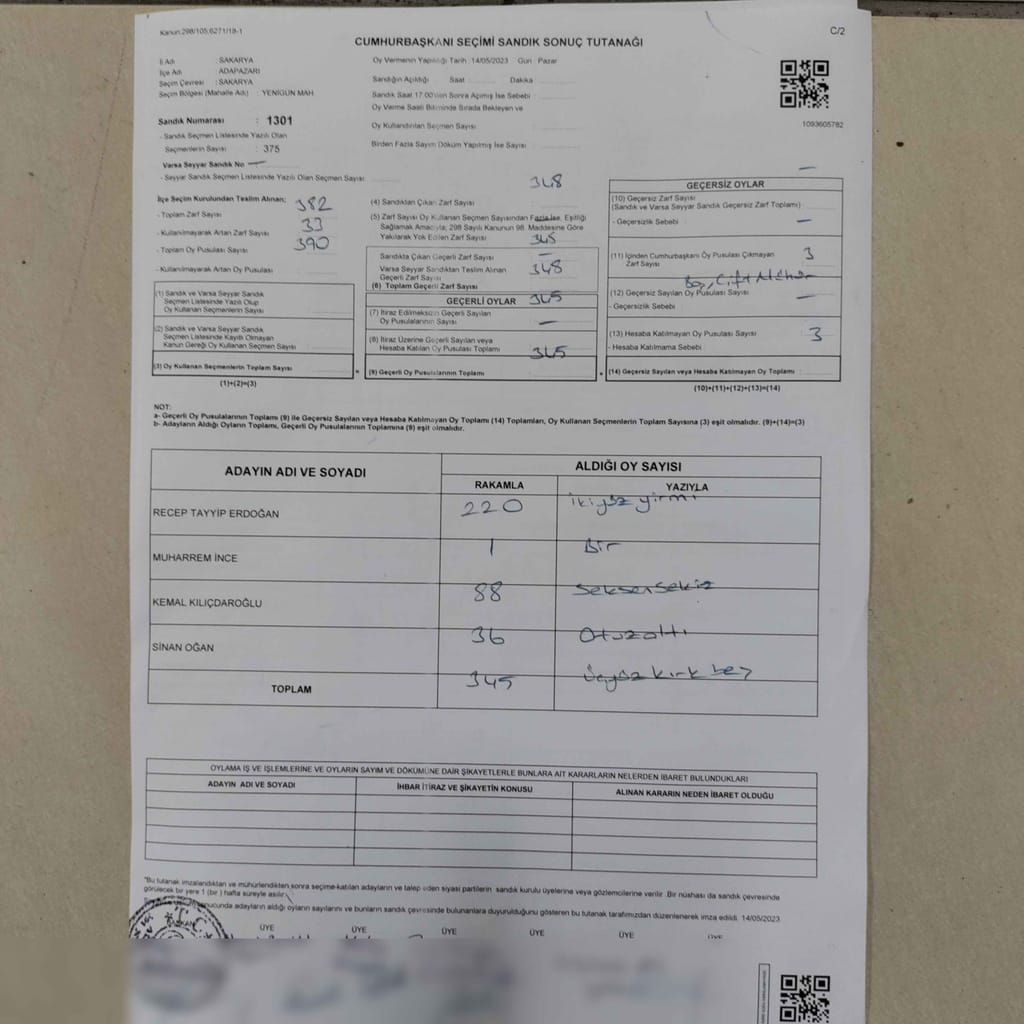 Kanun:298/105,6271/18-1
C/2
CUMHURBAŞKANI SEÇİMİ SANDIK SONUÇ TUTANAĞI
İl Adı : SAKARYA
İlçe Adı : ADAPAZARI
Seçim Çevresi : SAKARYA
Seçim Bölgesi (Mahalle Adı) : YENİGÜN MAH.
Sandık Numarası : 1301
- Sandık Seçmen Listesinde Yazılı Olan
Seçmenlerin Sayısı : 375
Varsa Seyyar Sandık No —
- Seyyar Sandık Seçmen Listesinde Yazılı Olan Seçmen Sayısı
Oy Vermenin Yapıldığı Tarih :14/05/2023 Gün : Pazar
Sandığın Açıldığı Saat : Dakika
Sandık Saat 17.00'den Sonra Açılmış İse Sebebi :
Oy Verme Saati Bitiminde Sırada Bekleyen ve
Oy Kullandırılan Seçmen Sayısı
Birden Fazla Sayım Döküm Yapılmış İse Sayısı
1093605782
İlçe Seçim Kurulundan Teslim Alınan;
- Toplam Zarf Sayısı 382
- Kullanılmayarak Artan Zarf Sayısı 33
- Toplam Oy Pusulası Sayısı 390
- Kullanılmayarak Artan Oy Pusulası
(1) Sandık ve Varsa Seyyar Sandık
Seçmen Listesinde Yazılı Olup
Oy Kullanan Seçmenlerin Sayısı
(2) Sandık ve Varsa Seyyar Sandık
Seçmen Listesinde Kayıtlı Olmayan
Kanun Gereği Oy Kullanan Seçmen Sayısı
(3) Oy Kullanan Seçmenlerin Toplam Sayısı
(1)+(2)=(3)
348
(4) Sandıktan Çıkan Zarf Sayısı
(5) Zarf Sayısı Oy Kullanan Seçmen Sayısından Fazla İse, Eşitliği
Sağlamak Amacıyla; 298 Sayılı Kanunun 98. Maddesine Göre
Yakılarak Yok Edilen Zarf Sayısı 345
Sandıkta Çıkan Geçerli Zarf Sayısı —
Varsa Seyyar Sandıktan Teslim Alınan
Geçerli Zarf Sayısı 348
(6) Toplam Geçerli Zarf Sayısı
GEÇERLİ OYLAR 345
(7) İtiraz Edilmeksizin Geçerli Sayılan
Oy Pusulalarının Sayısı —
(8) İtiraz Üzerine Geçerli Sayılan veya
Hesaba Katılan Oy Pusulası Toplamı 345
(9) Geçerli Oy Pusulalarının Toplamı
—
GEÇERSİZ OYLAR
(10) Geçersiz Zarf Sayısı
(Sandık ve Varsa Seyyar Sandık Geçersiz Zarf Toplamı)
- Geçersizlik Sebebi —
(11) İçinden Cumhurbaşkanı Oy Pusulası Çıkmayan
Zarf Sayısı 3
Boş, Çift Mühür
(12) Geçersiz Sayılan Oy Pusulası Sayısı
- Geçersizlik Sebebi —
(13) Hesaba Katılmayan Oy Pusulası Sayısı 3
- Hesaba Katılmama Sebebi
(14) Geçersiz Sayılan veya Hesaba Katılmayan Oy Toplamı
(10)+(11)+(12)+(13)=(14)
NOT:
a- Geçerli Oy Pusulalarının Toplamı (9) ile Geçersiz Sayılan veya Hesaba Katılmayan Oy Toplamı (14) Toplamları, Oy Kullanan Seçmenlerin Toplam Sayısına (3) eşit olmalıdır. (9)+(14)=(3)
b- Adayların Aldığı Oyların Toplamı, Geçerli Oy Pusulalarının Toplamına (9) eşit olmalıdır.
ADAYIN ADI VE SOYADI ALDIĞI OY SAYISI
RAKAMLA YAZIYLA
RECEP TAYYİP ERDOĞAN 220 ikiyüz yirmi
MUHARREM İNCE 1 Bir
KEMAL KILIÇDAROĞLU 88 Seksensekiz
SİNAN OĞAN 36 Otuzaltı
TOPLAM 345 Üçyüz kırk beş
OYLAMA İŞ VE İŞLEMLERİNE VE OYLARIN SAYIM VE DÖKÜMÜNE DAİR ŞİKAYETLERLE BUNLARA AİT KARARLARIN NELERDEN İBARET BULUNDUKLARI
ADAYIN ADI VE SOYADI İHBAR İTİRAZ VE ŞİKAYETİN KONUSU ALINAN KARARIN NEDEN İBARET OLDUĞU
"Bu tutanak imzalandıktan ve mühürlendikten sonra seçime katılan adayların ve talep eden siyasi partilerin sandık kurulu üyelerine veya gözlemcilerine verilir .Bir nüshası da sandık çevresinde
görülecek bir yere 1 (bir ) hafta süreyle asılır.
ucunda adayların aldığı oyların sayılarını ve bunların sandık çevresinde bulunanlara duyurulduğunu gösteren bu tutanak tarafımızdan düzenlenerek imza edildi. 14/05/2023
BAŞKAN ÜYE ÜYE ÜYE ÜYE ÜYE ÜYE